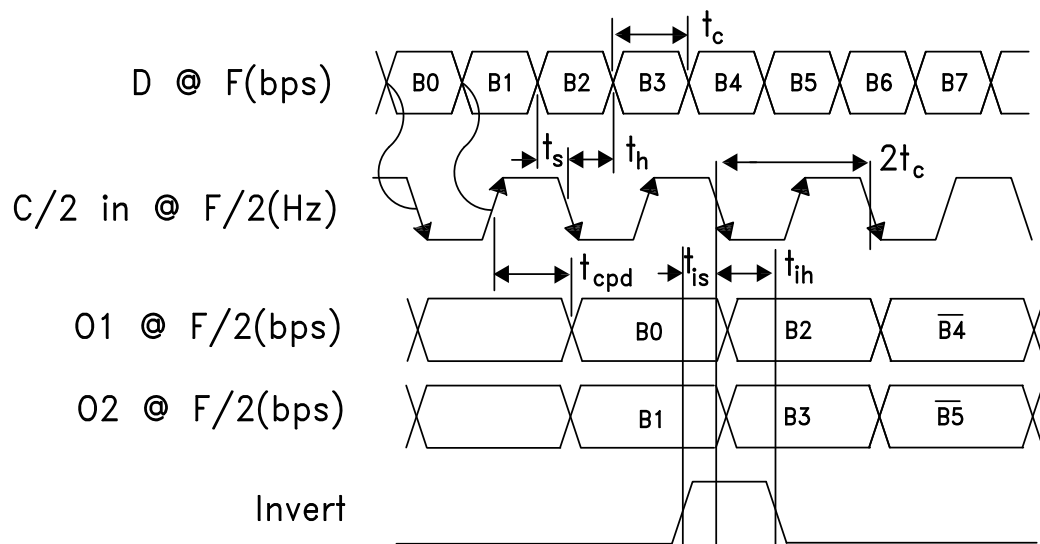 t_c
D @ F(bps) B0 B1 B2 B3 B4 B5 B6 B7
t_s t_h 2t_c
C/2 in @ F/2(Hz)
t_cpd t_is t_ih
O1 @ F/2(bps) B0 B2 B̅4̅
O2 @ F/2(bps) B1 B3 B̅5̅
Invert